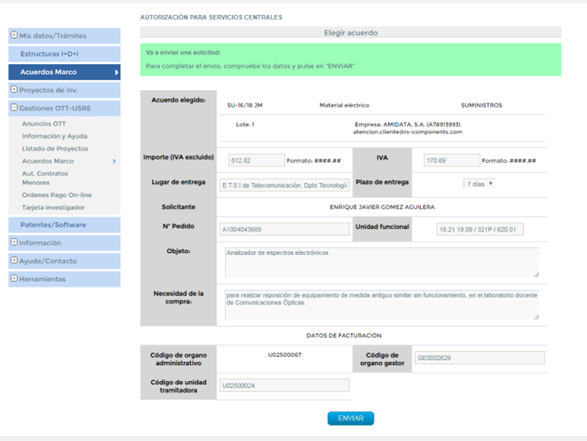 AUTORIZACIÓN PARA SERVICIOS CENTRALES
Mis datos/Trámites
Estructuras I+D+i
Acuerdos Marco
Proyectos de inv.
Gestiones OTT-USRE
Anuncios OTT
Información y Ayuda
Listado de Proyectos
Acuerdos Marco
Aut. Contratos
Menores
Ordenes Pago On-line
Tarjeta investigador
Patentes/Software
Información
Ayuda/Contacto
Herramientas
Elegir acuerdo
Va a enviar una solicitud:
Para completar el envío, compruebe los datos y pulse en "ENVIAR"
Acuerdo elegido: SU-16/18 JM Material eléctrico SUMINISTROS
Lote: 1 Empresa: AMIDATA, S.A. (A78913993)
atencion.cliente@rs-components.com
Importe (IVA excluido) 812.82 Formato: ####.## IVA 170.69 Formato: ####.##
Lugar de entrega E.T.S.I de Telecomunicación. Dpto Tecnologí Plazo de entrega 7 días
Solicitante ENRIQUE JAVIER GOMEZ AGUILERA
Nº Pedido A1004043689 Unidad funcional 18.21.19.09 / 321P / 620.01
Objeto: Analizador de espectros electrónicos
Necesidad de la compra: para realizar reposición de equipamiento de medida antiguo similar sin funcionamiento, en el laboratorio docente
de Comunicaciones Ópticas.
DATOS DE FACTURACIÓN
Código de organo administrativo U02500067 Código de organo gestor GE0002629
Código de unidad tramitadora U02500024
ENVIAR